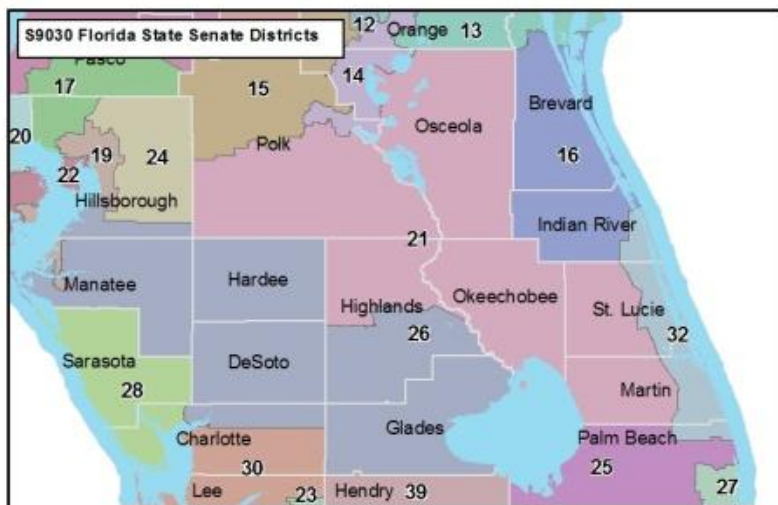 S9030 Florida State Senate Districts
12
Orange
13
Pasco
17
15
14
Brevard
20
19
24
Polk
Osceola
16
22
Hillsborough
21
Indian River
Manatee
Hardee
Highlands
Okeechobee
St. Lucie
26
32
Sarasota
DeSoto
28
Martin
Charlotte
Glades
Palm Beach
30
25
Lee
23
Hendry
39
27